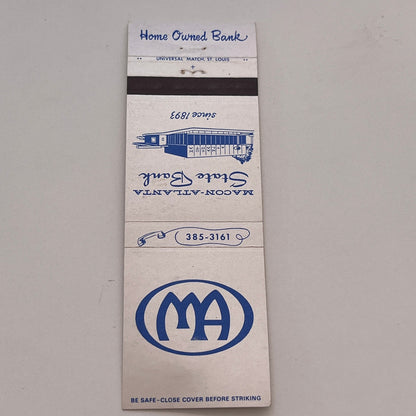 Home Owned Bank
UNIVERSAL MATCH, ST. LOUIS
since 1893
State Bank
MACON-ATLANTA
385-3161
MA
BE SAFE-CLOSE COVER BEFORE STRIKING